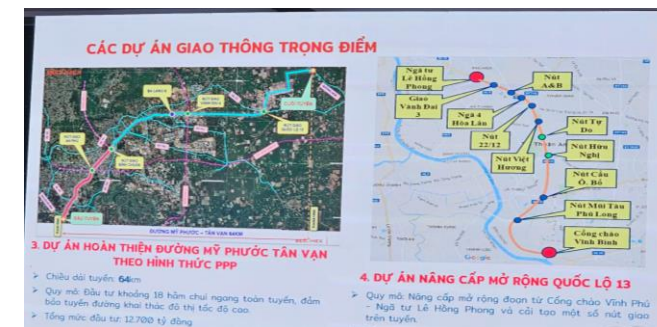 CÁC DỰ ÁN GIAO THÔNG TRỌNG ĐIỂM
ĐƯỜNG MỸ PHƯỚC - TÂN VẠN 64KM
3. DỰ ÁN HOÀN THIỆN ĐƯỜNG MỸ PHƯỚC TÂN VẠN
THEO HÌNH THỨC PPP
➢ Chiều dài tuyến: 64km
➢ Quy mô: Đầu tư khoảng 18 hầm chui ngang toàn tuyến, đảm
bảo tuyến đường khai thác đô thị tốc độ cao.
➢ Tổng mức đầu tư: 12.700 tỷ đồng
Ngã tư
Lê Hồng
Phong
Nút
A&B
Giao
Vành Đai
3
Ngã 4
Hòa Lân
Nút
22/12
Nút Việt
Hương
Nút Tự
Do
Nút Hữu
Nghị
Nút Cầu
Ô. Bố
Nút Mũi Tàu
Phú Long
Cổng chào
Vĩnh Bình
4. DỰ ÁN NÂNG CẤP MỞ RỘNG QUỐC LỘ 13
➢ Quy mô: Nâng cấp mở rộng đoạn từ Cổng chào Vĩnh Phú
- Ngã tư Lê Hồng Phong và cải tạo một số nút giao
trên tuyến.